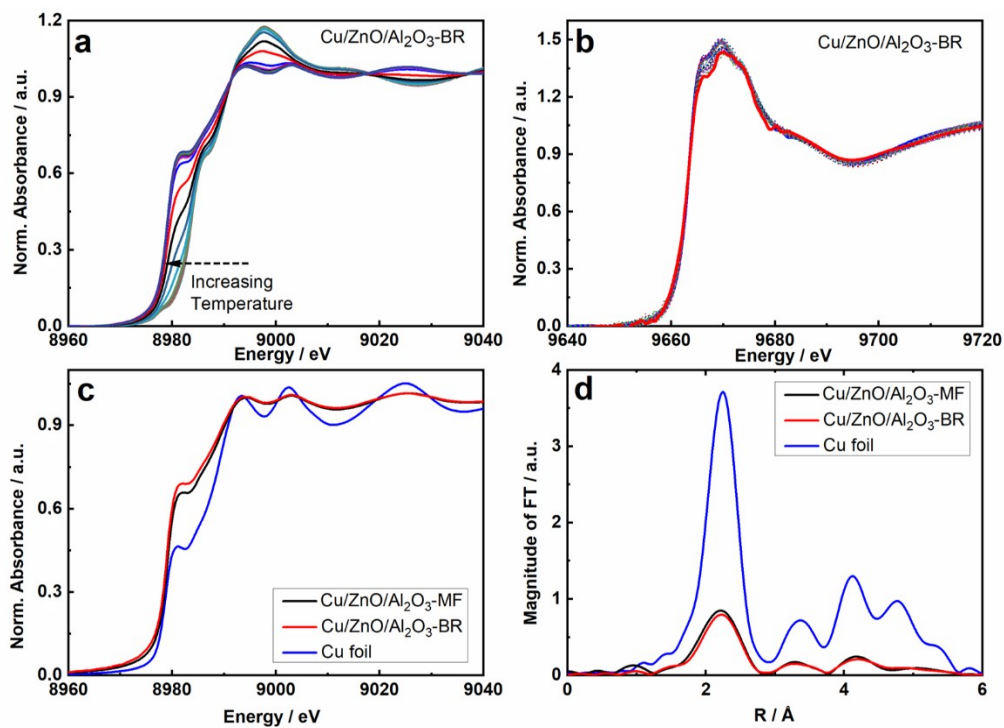 a
Cu/ZnO/Al₂O₃-BR
Norm. Absorbance / a.u.
1.2
0.9
0.6
0.3
0.0
Increasing
Temperature
8960 8980 9000 9020 9040
Energy / eV
b
Cu/ZnO/Al₂O₃-BR
Norm. Absorbance / a.u.
1.5
1.2
0.9
0.6
0.3
0.0
9640 9660 9680 9700 9720
Energy / eV
c
Norm. Absorbance / a.u.
0.9
0.6
0.3
0.0
Cu/ZnO/Al₂O₃-MF
Cu/ZnO/Al₂O₃-BR
Cu foil
8960 8980 9000 9020 9040
Energy / eV
d
Magnitude of FT / a.u.
4
3
2
1
0
Cu/ZnO/Al₂O₃-MF
Cu/ZnO/Al₂O₃-BR
Cu foil
0 2 4 6
R / Å